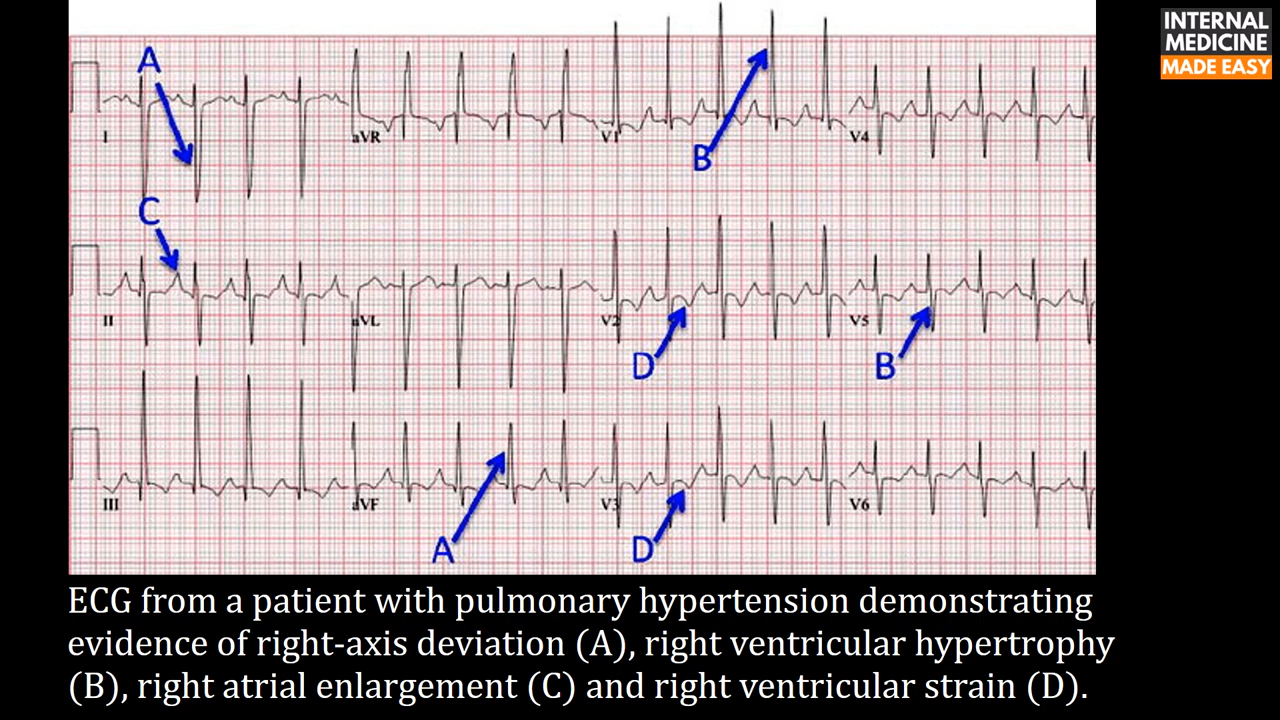 INTERNAL
MEDICINE
MADE EASY
A
B
I
aVR
V1
V4
C
II
aVL
V2
V5
D
B
III
aVF
V3
V6
A
D
ECG from a patient with pulmonary hypertension demonstrating
evidence of right-axis deviation (A), right ventricular hypertrophy
(B), right atrial enlargement (C) and right ventricular strain (D).